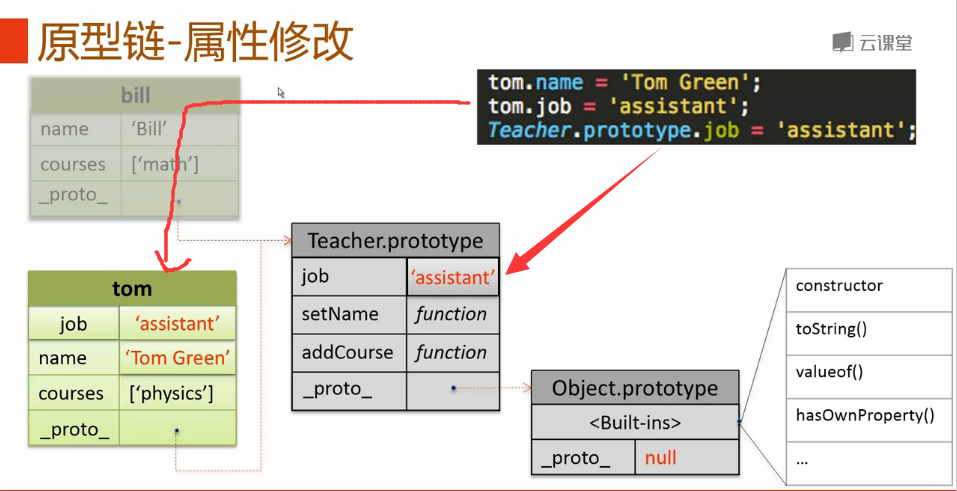 原型链-属性修改
云课堂
tom.name = 'Tom Green';
tom.job = 'assistant';
Teacher.prototype.job = 'assistant';
bill
name ‘Bill’
courses [‘math’]
_proto_
Teacher.prototype
job ‘assistant’
setName function
addCourse function
_proto_
tom
job ‘assistant’
name ‘Tom Green’
courses [‘physics’]
_proto_
Object.prototype
<Built-ins>
_proto_ null
constructor
toString()
valueof()
hasOwnProperty()
...